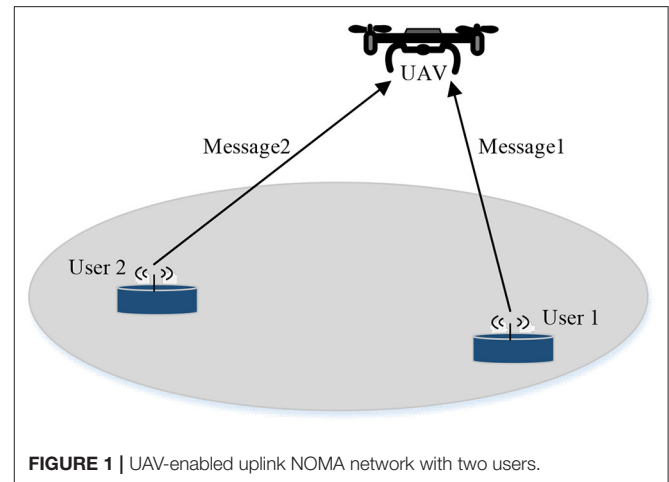 UAV
Message2
Message1
User 2
User 1
FIGURE 1 | UAV-enabled uplink NOMA network with two users.